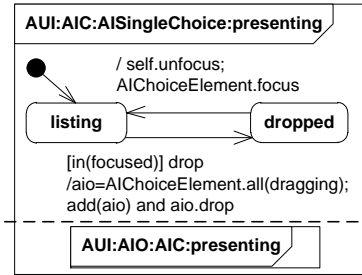 AUI:AIC:AISingleChoice:presenting
/ self.unfocus;
AIChoiceElement.focus
listing
dropped
[in(focused)] drop
/aio=AIChoiceElement.all(dragging);
add(aio) and aio.drop
AUI:AIO:AIC:presenting